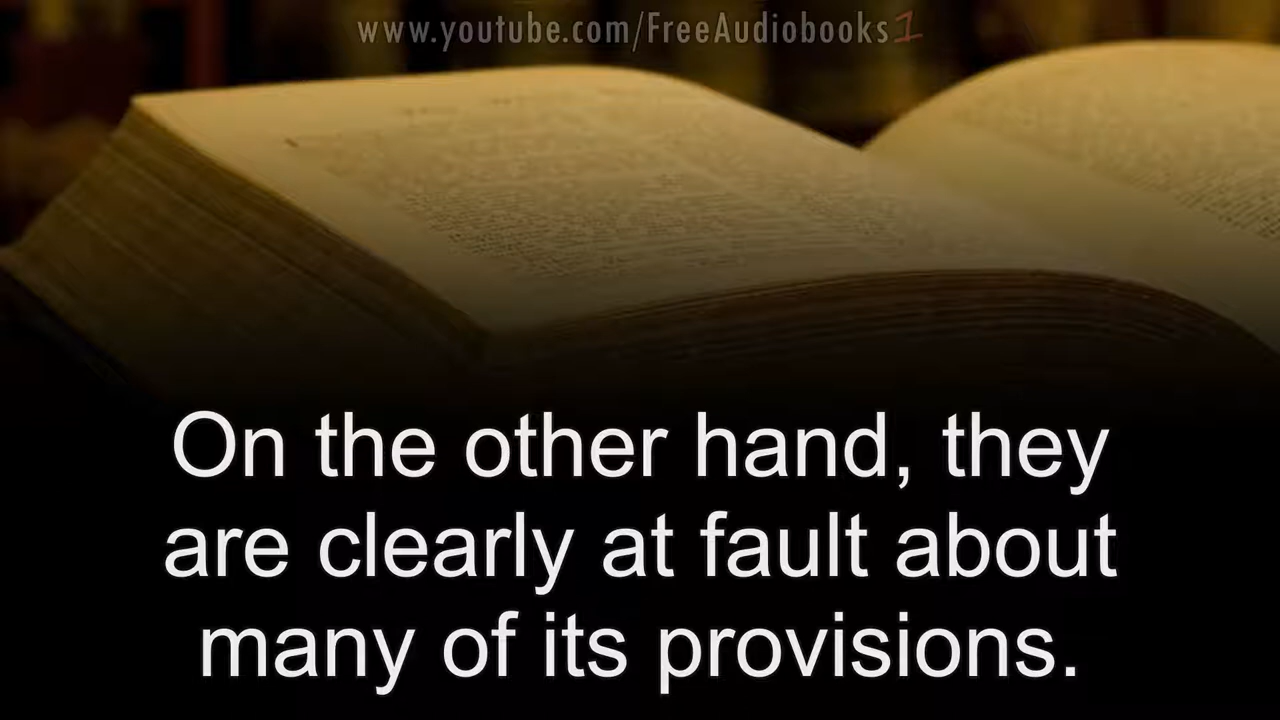 www.youtube.com/FreeAudiobooks1
On the other hand, they
are clearly at fault about
many of its provisions.